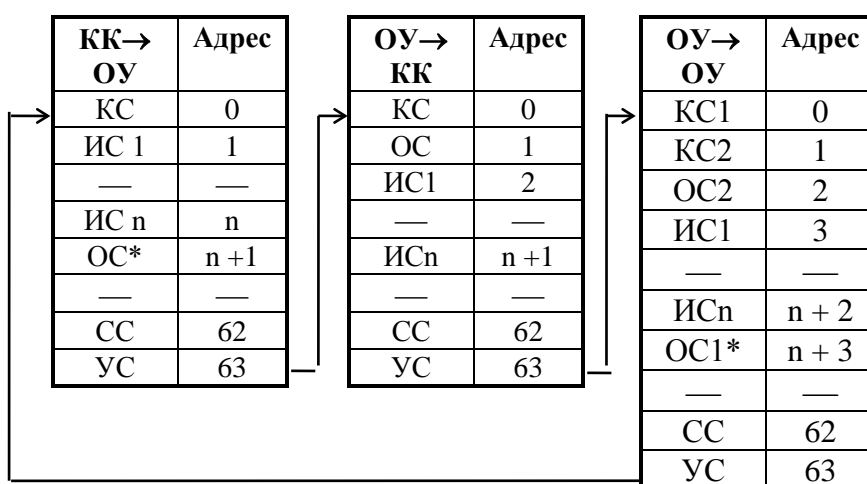 КК→ ОУ Адрес
КС 0
ИС 1 1
— —
ИС n n
ОС* n +1
— —
СС 62
УС 63
ОУ→ КК Адрес
КС 0
ОС 1
ИС1 2
— —
ИСn n +1
— —
СС 62
УС 63
ОУ→ ОУ Адрес
КС1 0
КС2 1
ОС2 2
ИС1 3
— —
ИСn n + 2
ОС1* n + 3
— —
СС 62
УС 63